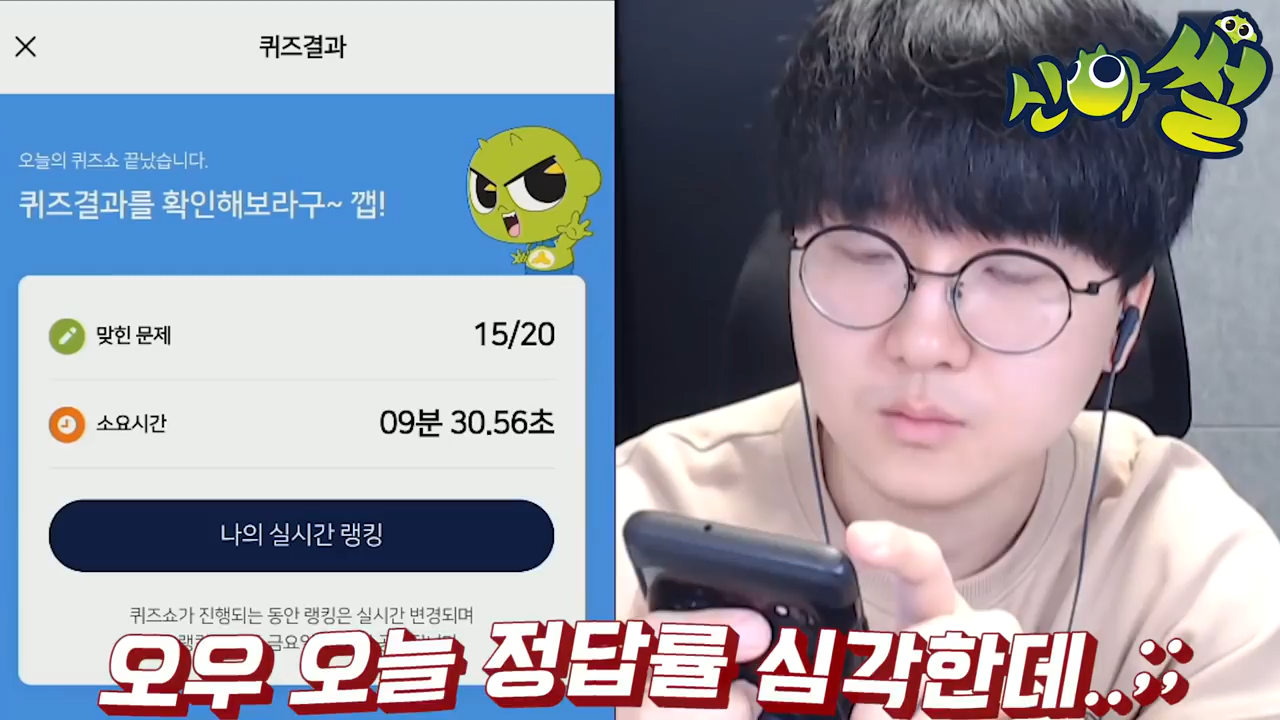 퀴즈결과
신아썰
오늘의 퀴즈쇼 끝났습니다.
퀴즈결과를 확인해보라구~ 깹!
맞힌 문제
15/20
소요시간
09분 30.56초
나의 실시간 랭킹
퀴즈쇼가 진행되는 동안 랭킹은 실시간 변경되며
오우 오늘 정답률 심각한데..;;